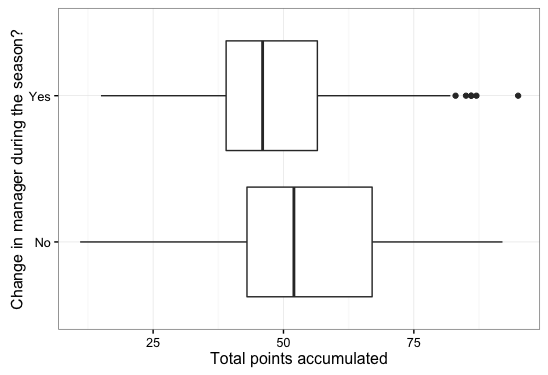 Change in manager during the season?
Yes
No
25
50
75
Total points accumulated